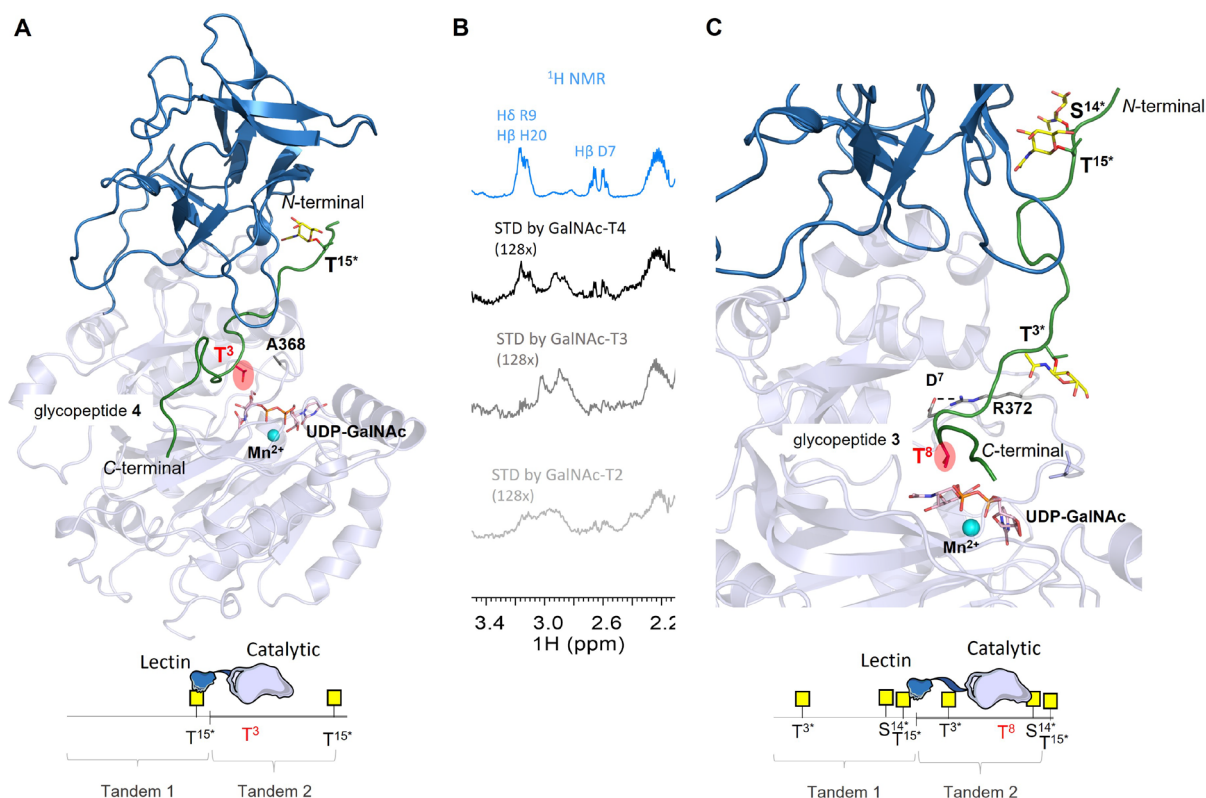 A
N-terminal
T15*
A368
T3
glycopeptide 4
UDP-GalNAc
Mn2+
C-terminal
Lectin
Catalytic
T15*
T3
T15*
Tandem 1
Tandem 2
B
1H NMR
Hδ R9
Hβ H20
Hβ D7
STD by GalNAc-T4
(128x)
STD by GalNAc-T3
(128x)
STD by GalNAc-T2
(128x)
3.4
3.0
2.6
2.2
1H (ppm)
C
S14*
N-terminal
T15*
T3*
D7
R372
glycopeptide 3
T8
C-terminal
UDP-GalNAc
Mn2+
Lectin
Catalytic
T3*
S14*
T15*
T3*
T8
S14*
T15*
Tandem 1
Tandem 2